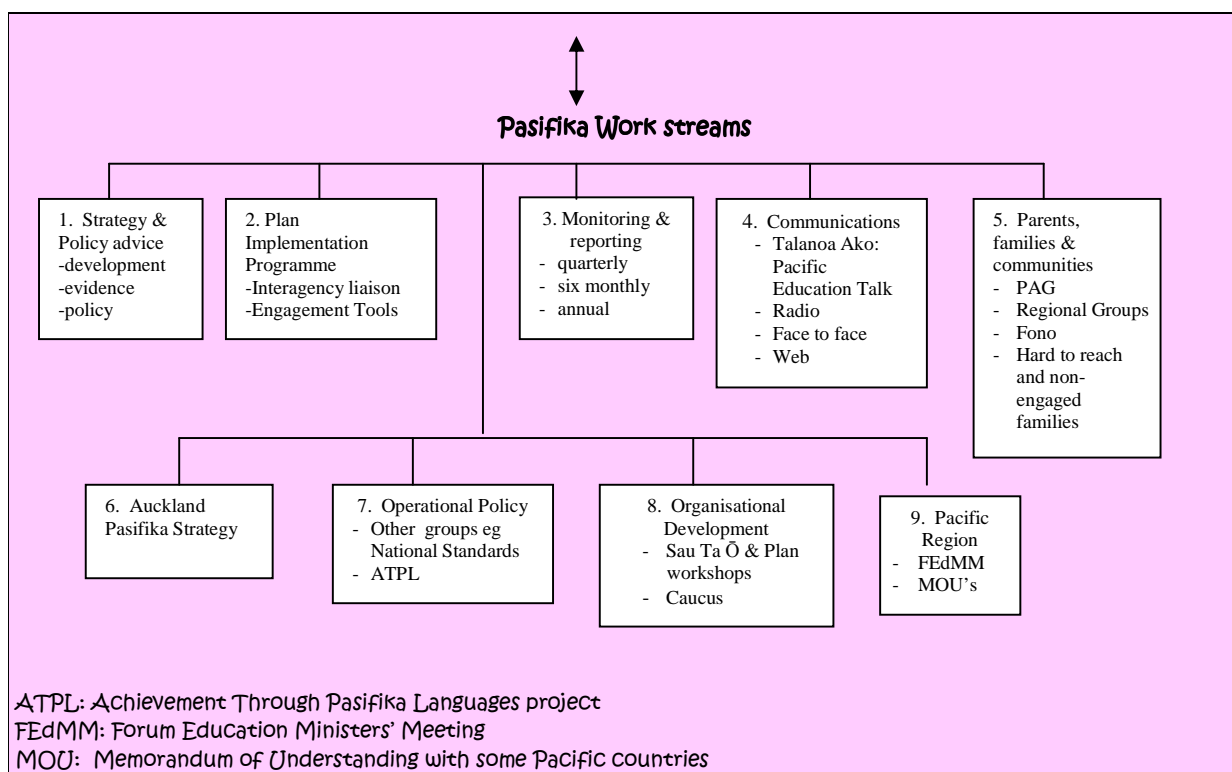 Pasifika Work streams
1. Strategy &
Policy advice
-development
-evidence
-policy
2. Plan
Implementation
Programme
-Interagency liaison
-Engagement Tools
3. Monitoring &
reporting
- quarterly
- six monthly
- annual
4. Communications
- Talanoa Ako:
Pacific
Education Talk
- Radio
- Face to face
- Web
5. Parents,
families &
communities
- PAG
- Regional Groups
- Fono
- Hard to reach
and non-
engaged
families
6. Auckland
Pasifika Strategy
7. Operational Policy
- Other groups eg
National Standards
- ATPL
8. Organisational
Development
- Sau Ta Ō & Plan
workshops
- Caucus
9. Pacific
Region
- FEdMM
- MOU's
ATPL: Achievement Through Pasifika Languages project
FEdMM: Forum Education Ministers' Meeting
MOU: Memorandum of Understanding with some Pacific countries